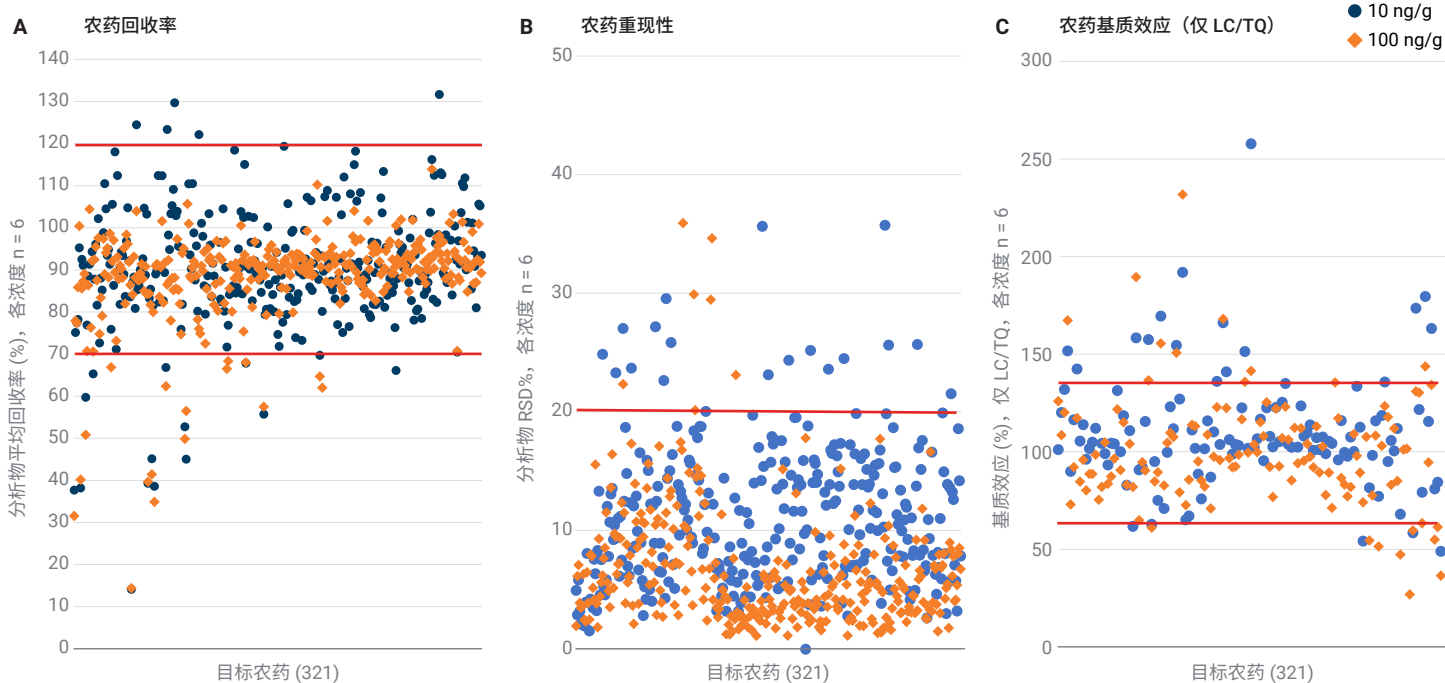 A 农药回收率
分析物平均回收率 (%)，各浓度 n = 6
140
130
120
110
100
90
80
70
60
50
40
30
20
10
0
目标农药 (321)
B 农药重现性
分析物 RSD%，各浓度 n = 6
50
40
30
20
10
0
目标农药 (321)
C 农药基质效应（仅 LC/TQ）
10 ng/g
100 ng/g
基质效应 (%)，仅 LC/TQ，各浓度 n = 6
300
250
200
150
100
50
0
目标农药 (321)